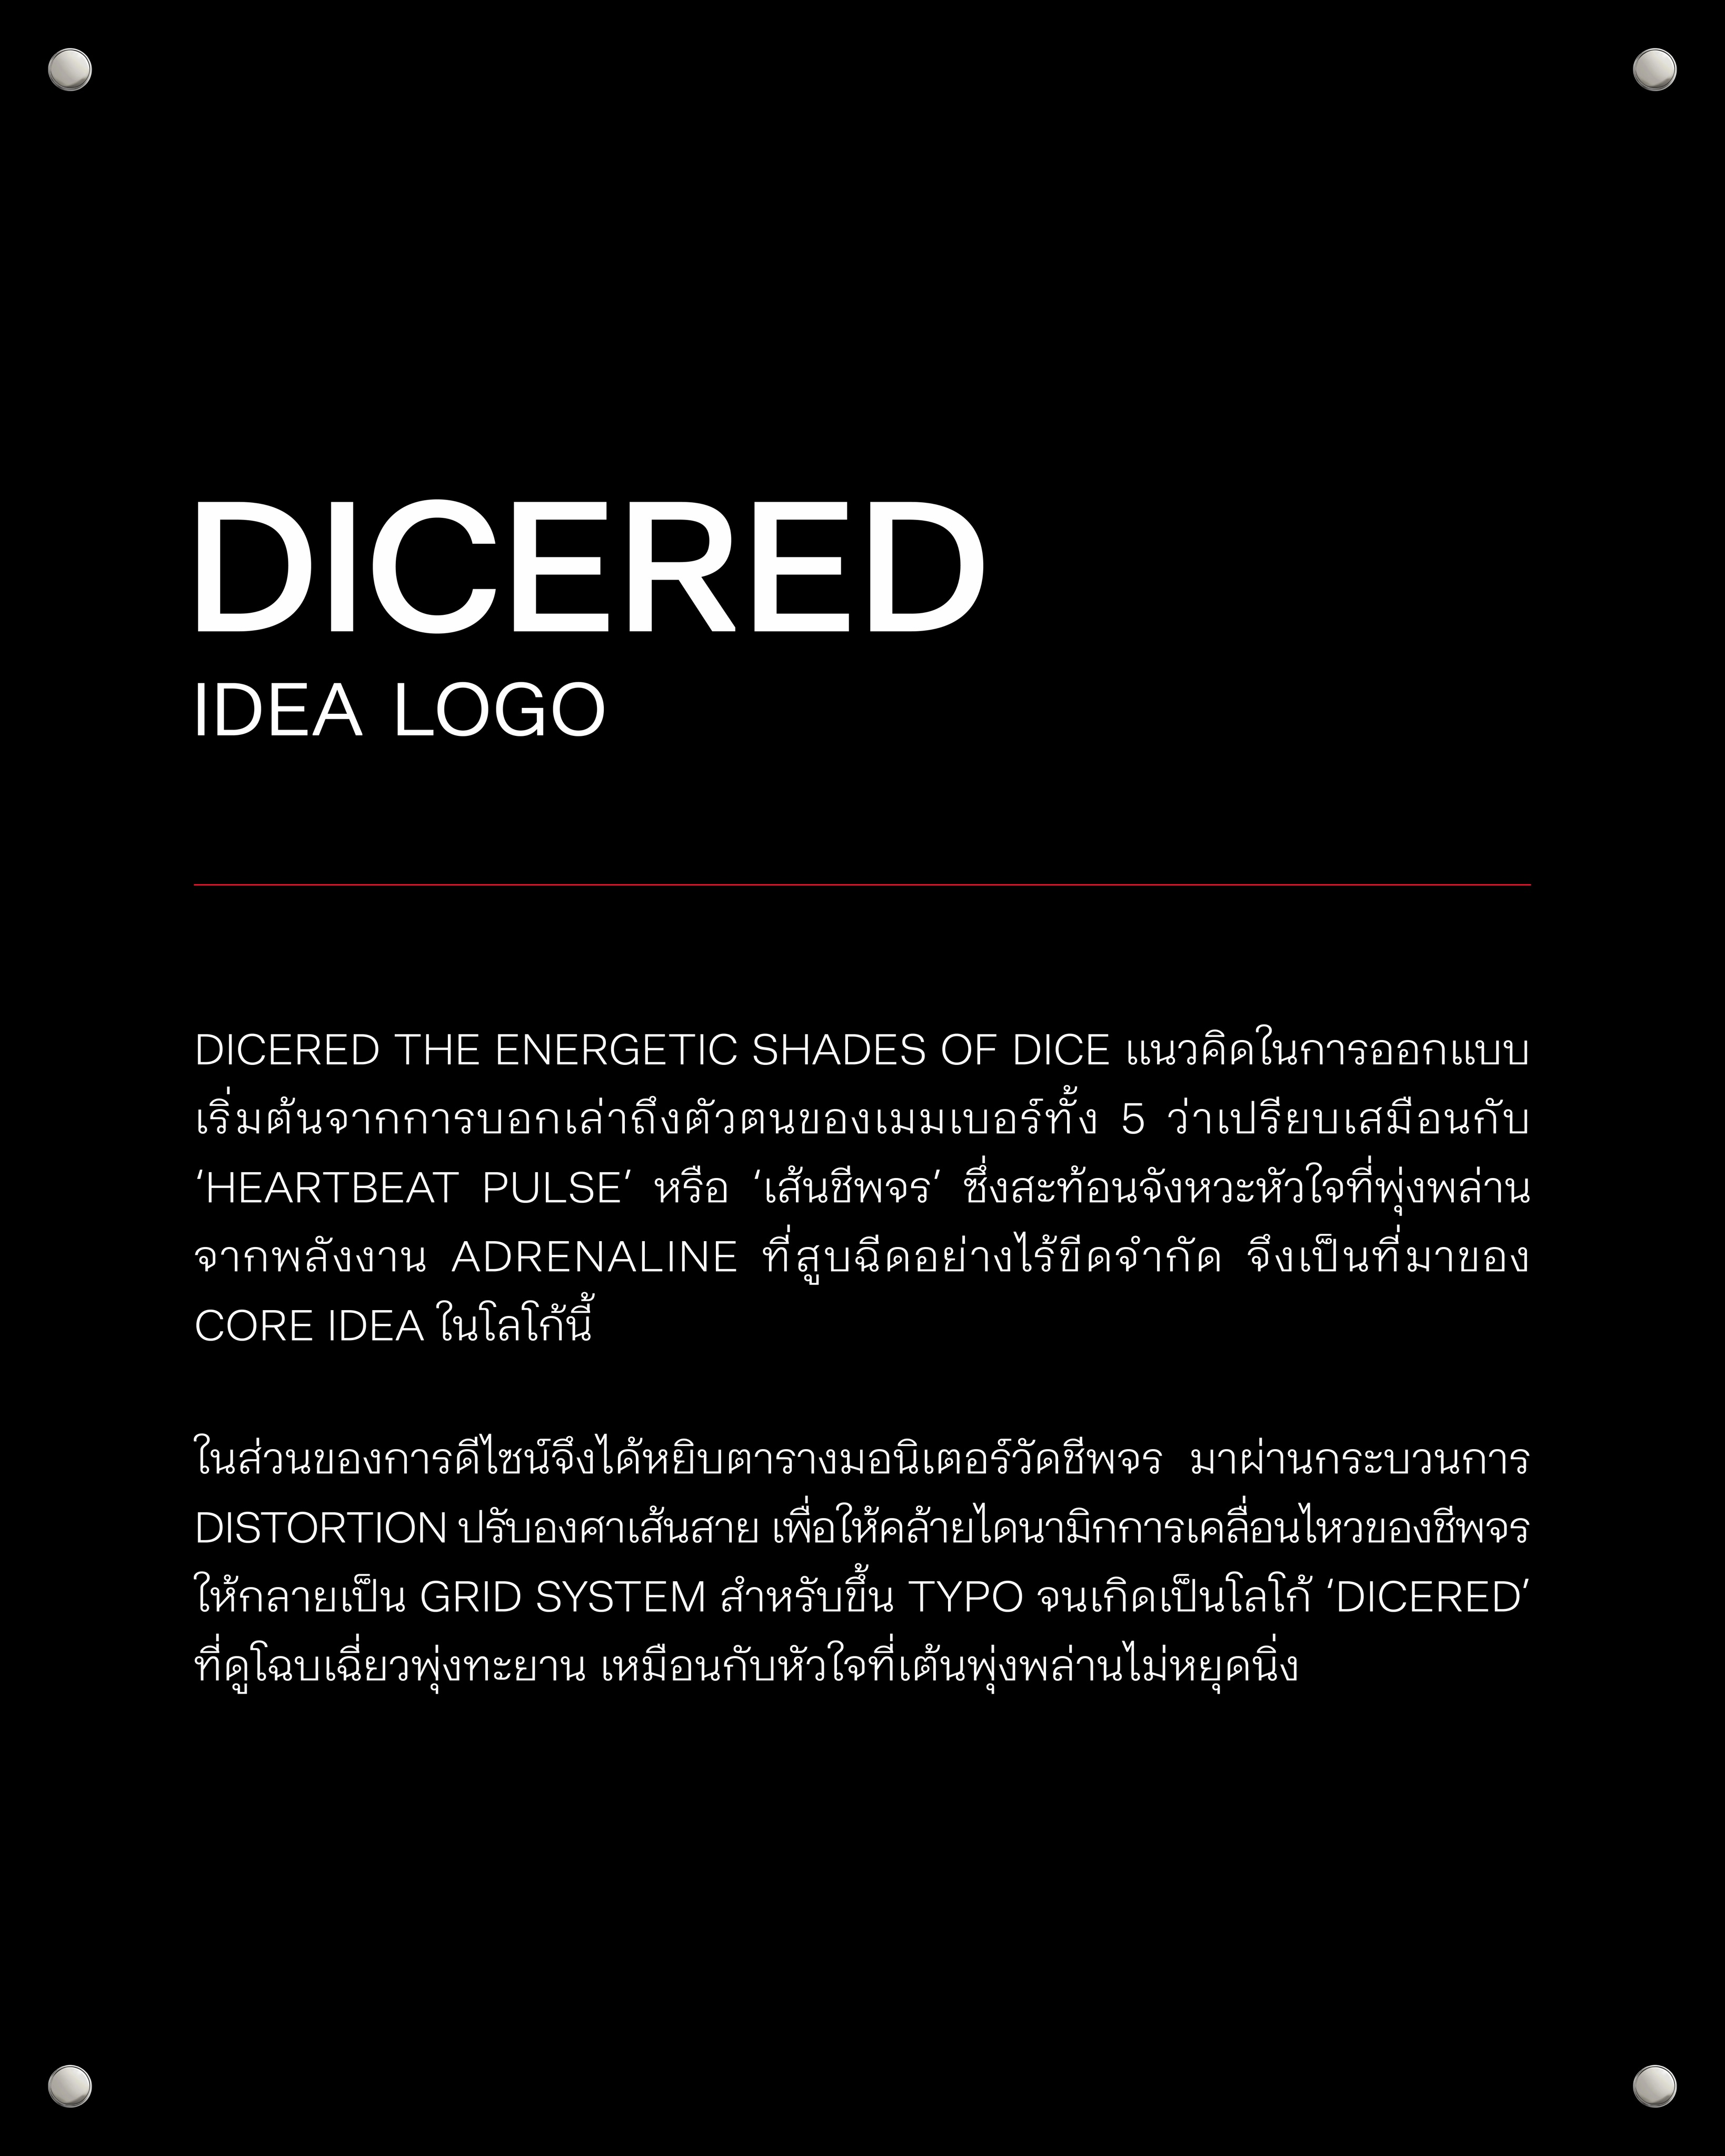 DICERED
IDEA LOGO
DICERED THE ENERGETIC SHADES OF DICE แนวคิดในการออกแบบ
เริ่มต้นจากการบอกเล่าถึงตัวตนของเมมเบอร์ทั้ง 5 ว่าเปรียบเสมือนกับ
‘HEARTBEAT PULSE’ หรือ ‘เส้นชีพจร’ ซึ่งสะท้อนจังหวะหัวใจที่พุ่งพล่าน
จากพลังงาน ADRENALINE ที่สูบฉีดอย่างไร้ขีดจำกัด จึงเป็นที่มาของ
CORE IDEA ในโลโก้นี้
ในส่วนของการดีไซน์จึงได้หยิบตารางมอนิเตอร์วัดชีพจร มาผ่านกระบวนการ
DISTORTION ปรับองศาเส้นสาย เพื่อให้คล้ายไดนามิกการเคลื่อนไหวของชีพจร
ให้กลายเป็น GRID SYSTEM สำหรับขึ้น TYPO จนเกิดเป็นโลโก้ ‘DICERED’
ที่ดูโฉบเฉี่ยวพุ่งทะยาน เหมือนกับหัวใจที่เต้นพุ่งพล่านไม่หยุดนิ่ง